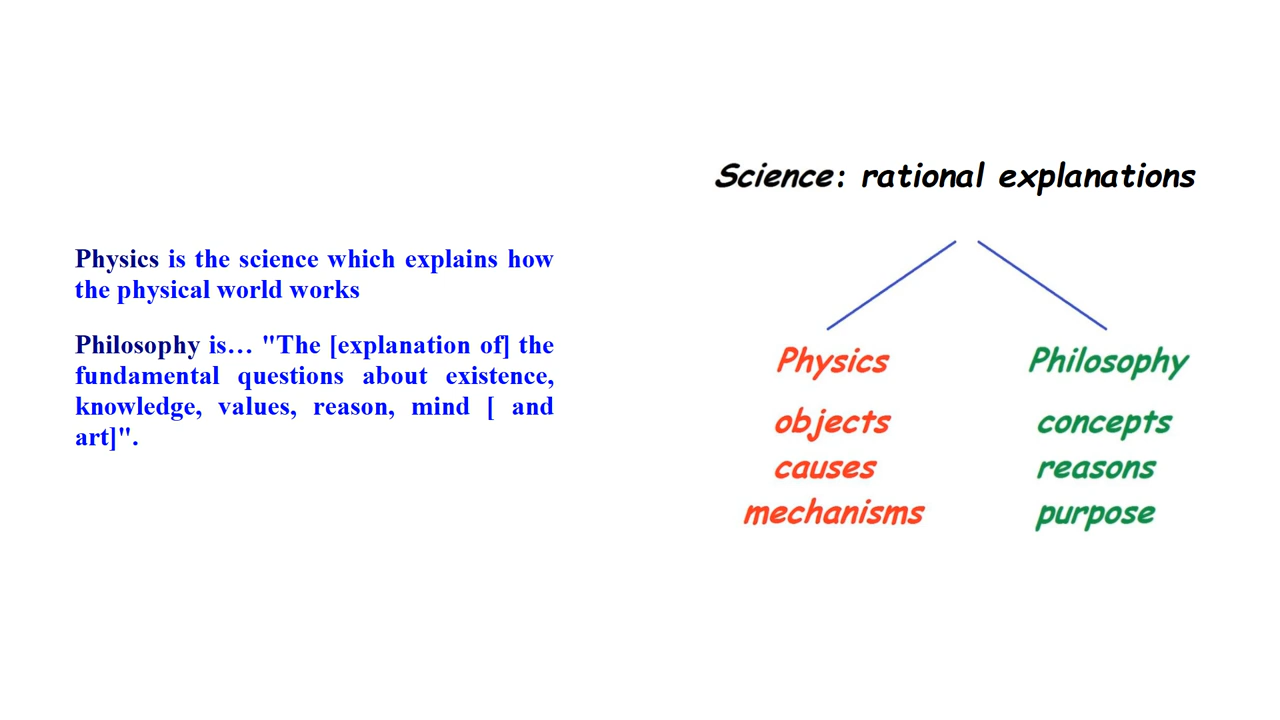 Physics is the science which explains how
the physical world works
Philosophy is… "The [explanation of] the
fundamental questions about existence,
knowledge, values, reason, mind [ and
art]".
Science: rational explanations
Physics
objects
causes
mechanisms
Philosophy
concepts
reasons
purpose